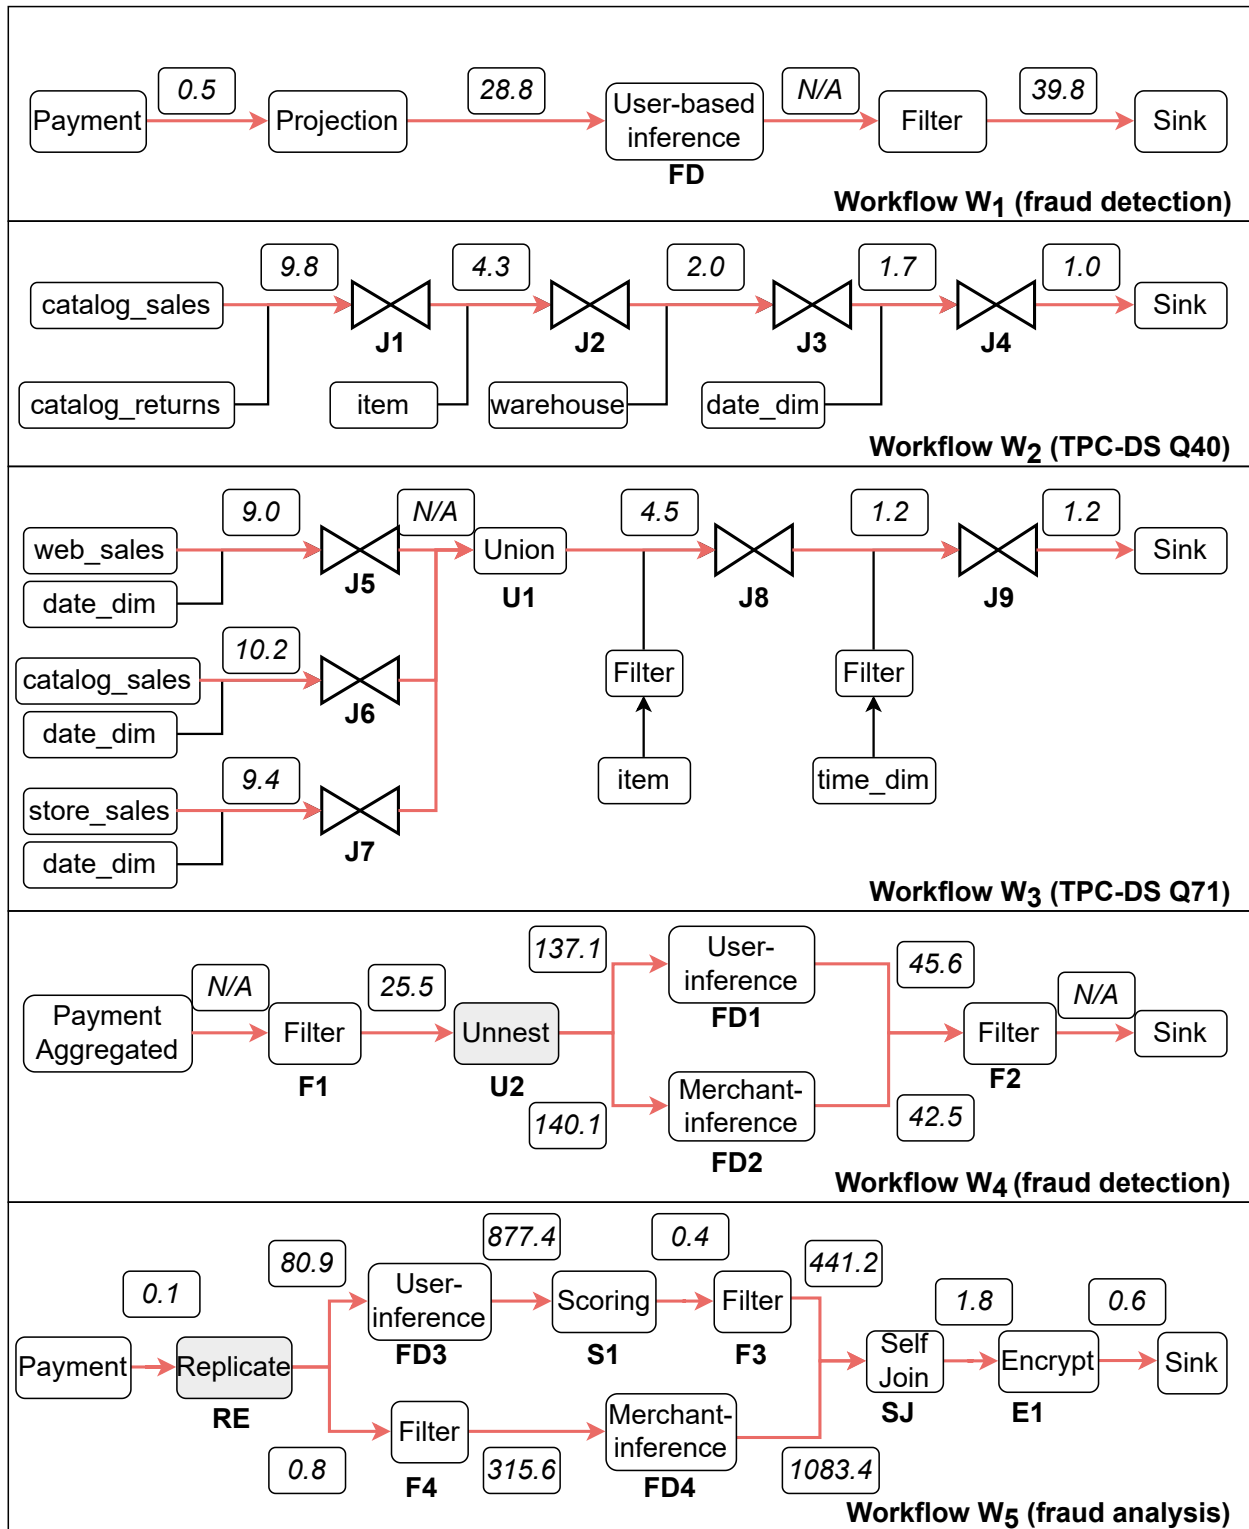 0.5
28.8
N/A
39.8
Payment
Projection
User-based
inference
Filter
Sink
FD
Workflow W1 (fraud detection)
9.8
4.3
2.0
1.7
1.0
catalog_sales
Sink
J1
J2
J3
J4
catalog_returns
item
warehouse
date_dim
Workflow W2 (TPC-DS Q40)
9.0
N/A
4.5
1.2
1.2
web_sales
Union
Sink
date_dim
J5
U1
J8
J9
10.2
catalog_sales
Filter
Filter
date_dim
J6
9.4
item
time_dim
store_sales
date_dim
J7
Workflow W3 (TPC-DS Q71)
137.1
User-
inference
45.6
N/A
25.5
N/A
FD1
Payment
Aggregated
Filter
Unnest
Filter
Sink
F1
U2
F2
140.1
Merchant-
inference
42.5
FD2
Workflow W4 (fraud detection)
877.4
0.4
441.2
80.9
0.1
User-
inference
Scoring
Filter
1.8
0.6
FD3
S1
F3
Payment
Replicate
Self
Join
Encrypt
Sink
RE
SJ
E1
Filter
Merchant-
inference
0.8
F4
315.6
FD4
1083.4
Workflow W5 (fraud analysis)